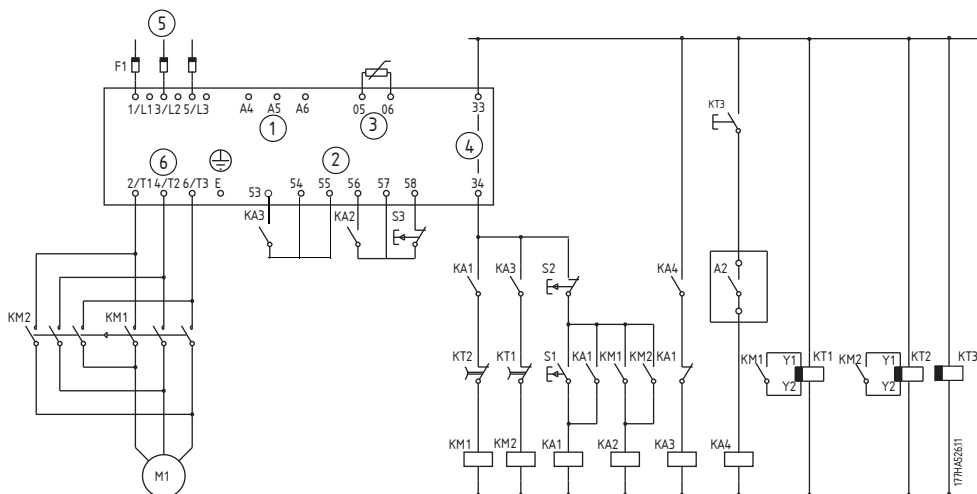 5
F1
1/L1 3/L2 5/L3 A4 A5 A6 05 06 33
1 3 4
6 2
2/T1 4/T2 6/T3 E 53 54 55 56 57 58 34
KT3
KA3 KA2 S3
KA1 KA3 S2 KA4 A2
KM2 KM1
KT2 KT1 S1 KA1 KM1 KM2 KA1 KM1 Y1 KT1 KM2 Y1 KT2 KT3
Y2 Y2
KM1 KM2 KA1 KA2 KA3 KA4
M1
177HA526.11